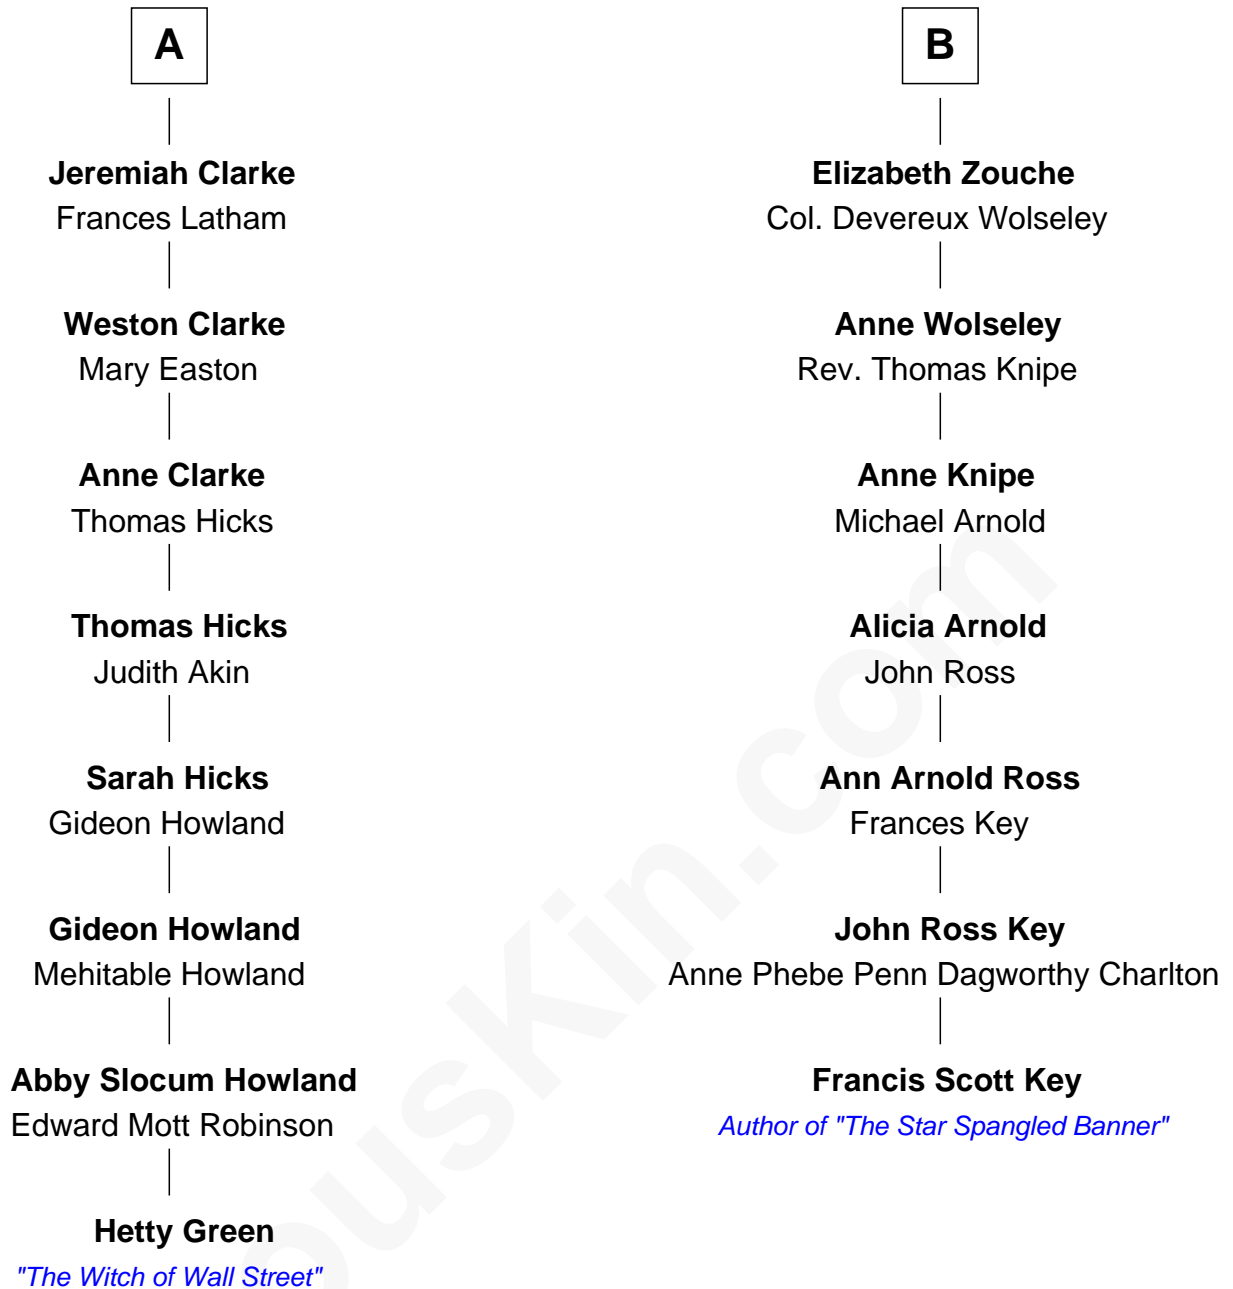 A
Jeremiah Clarke
Frances Latham
Weston Clarke
Mary Easton
Anne Clarke
Thomas Hicks
Thomas Hicks
Judith Akin
Sarah Hicks
Gideon Howland
Gideon Howland
Mehitable Howland
Abby Slocum Howland
Edward Mott Robinson
Hetty Green
"The Witch of Wall Street"
B
Elizabeth Zouche
Col. Devereux Wolseley
Anne Wolseley
Rev. Thomas Knipe
Anne Knipe
Michael Arnold
Alicia Arnold
John Ross
Ann Arnold Ross
Frances Key
John Ross Key
Anne Phebe Penn Dagworthy Charlton
Francis Scott Key
Author of "The Star Spangled Banner"
ousKin.com